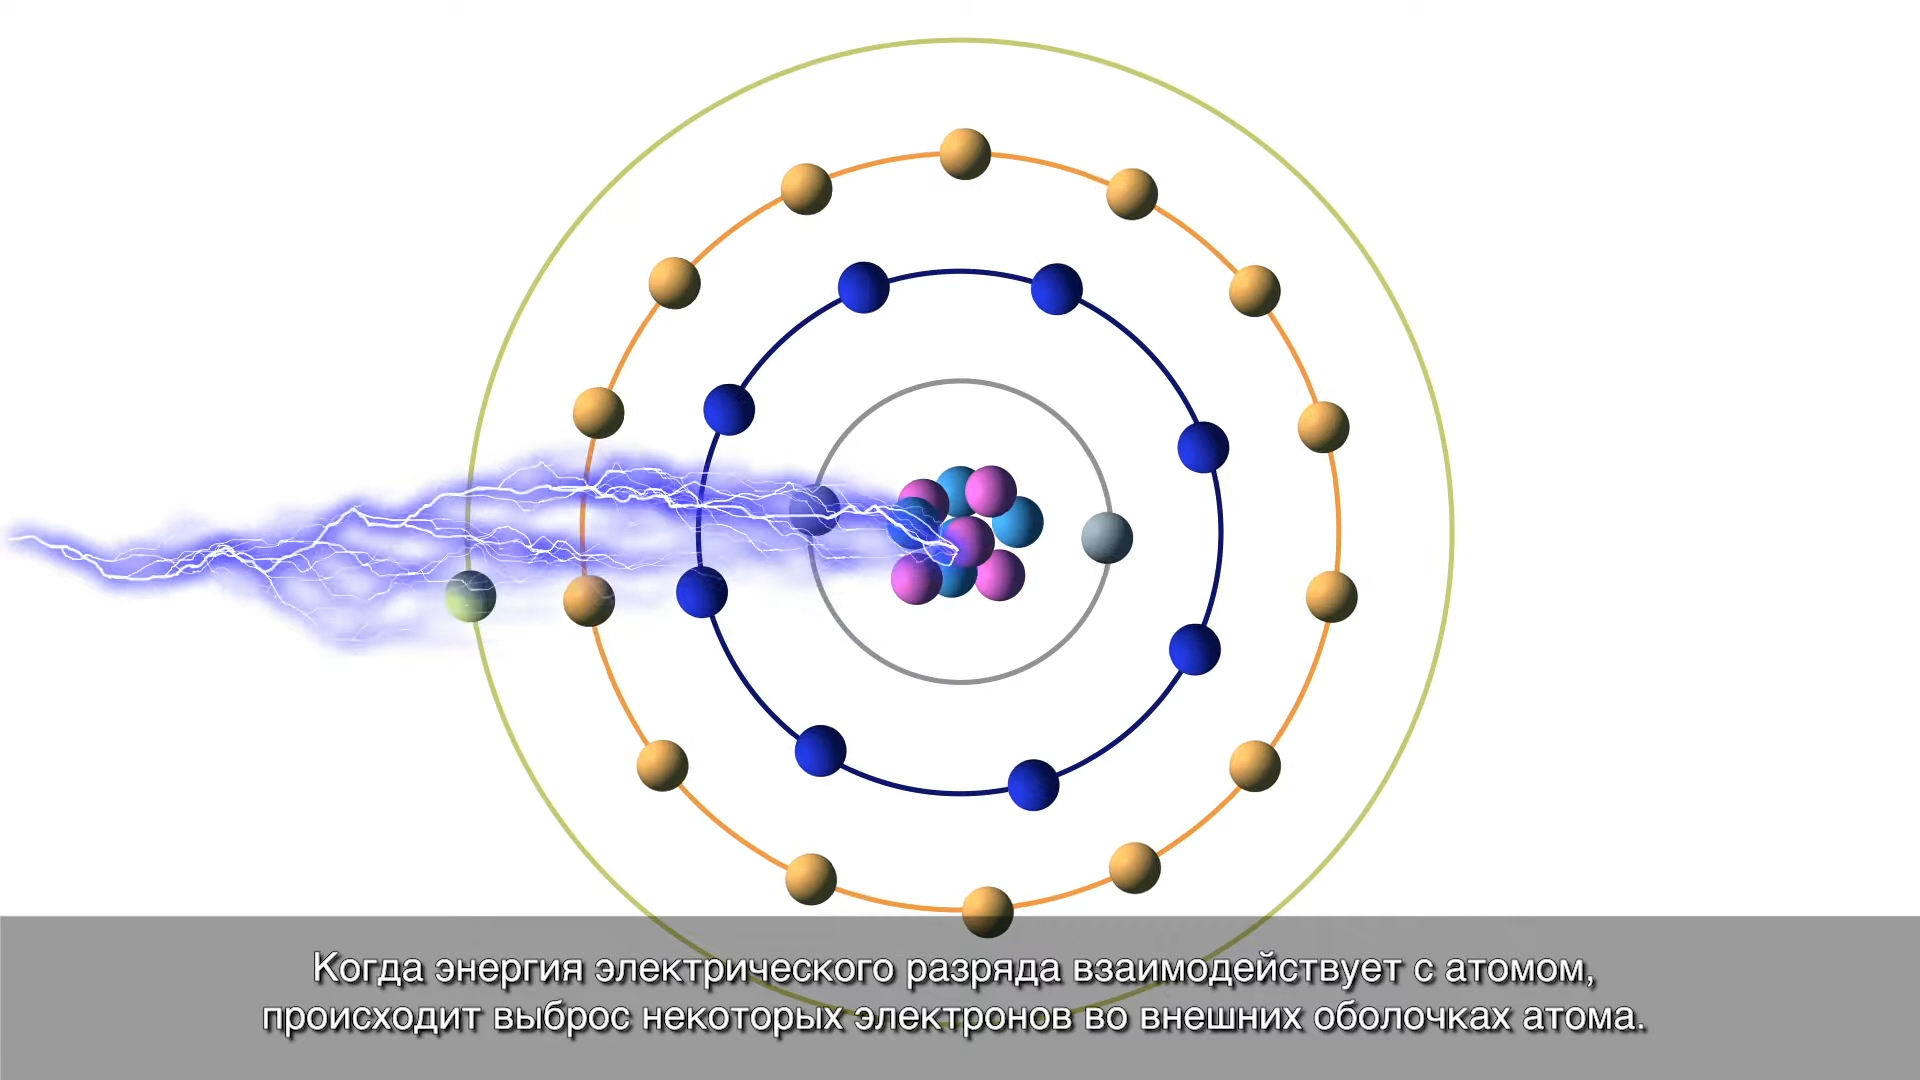 Когда энергия электрического разряда взаимодействует с атомом,
происходит выброс некоторых электронов во внешних оболочках атома.